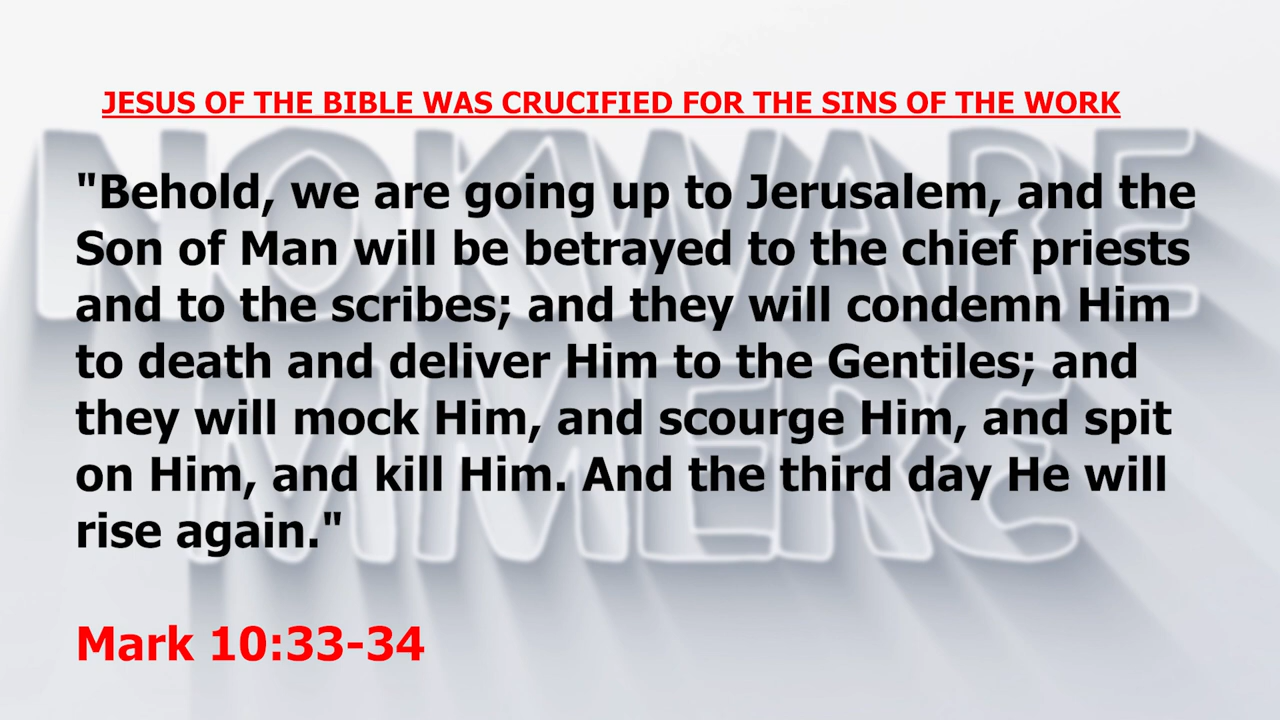 JESUS OF THE BIBLE WAS CRUCIFIED FOR THE SINS OF THE WORK
"Behold, we are going up to Jerusalem, and the
Son of Man will be betrayed to the chief priests
and to the scribes; and they will condemn Him
to death and deliver Him to the Gentiles; and
they will mock Him, and scourge Him, and spit
on Him, and kill Him. And the third day He will
rise again."
Mark 10:33-34
NOKWARE
MMERE